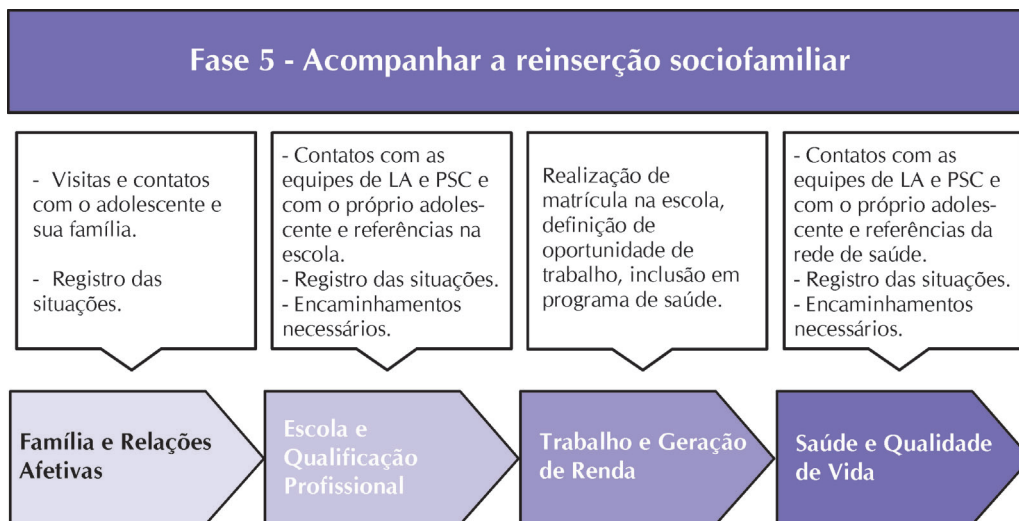 Fase 5 - Acompanhar a reinserção sociofamiliar
- Visitas e contatos
com o adolescente e
sua família.
- Registro das
situações.
- Contatos com as
equipes de LA e PSC e
com o próprio adoles-
cente e referências na
escola.
- Registro das situações.
- Encaminhamentos
necessários.
Realização de
matrícula na escola,
definição de
oportunidade de
trabalho, inclusão em
programa de saúde.
- Contatos com as
equipes de LA e PSC e
com o próprio adoles-
cente e referências da
rede de saúde.
- Registro das situações.
- Encaminhamentos
necessários.
Família e Relações
Afetivas
Escola e
Qualificação
Profissional
Trabalho e Geração
de Renda
Saúde e Qualidade
de Vida